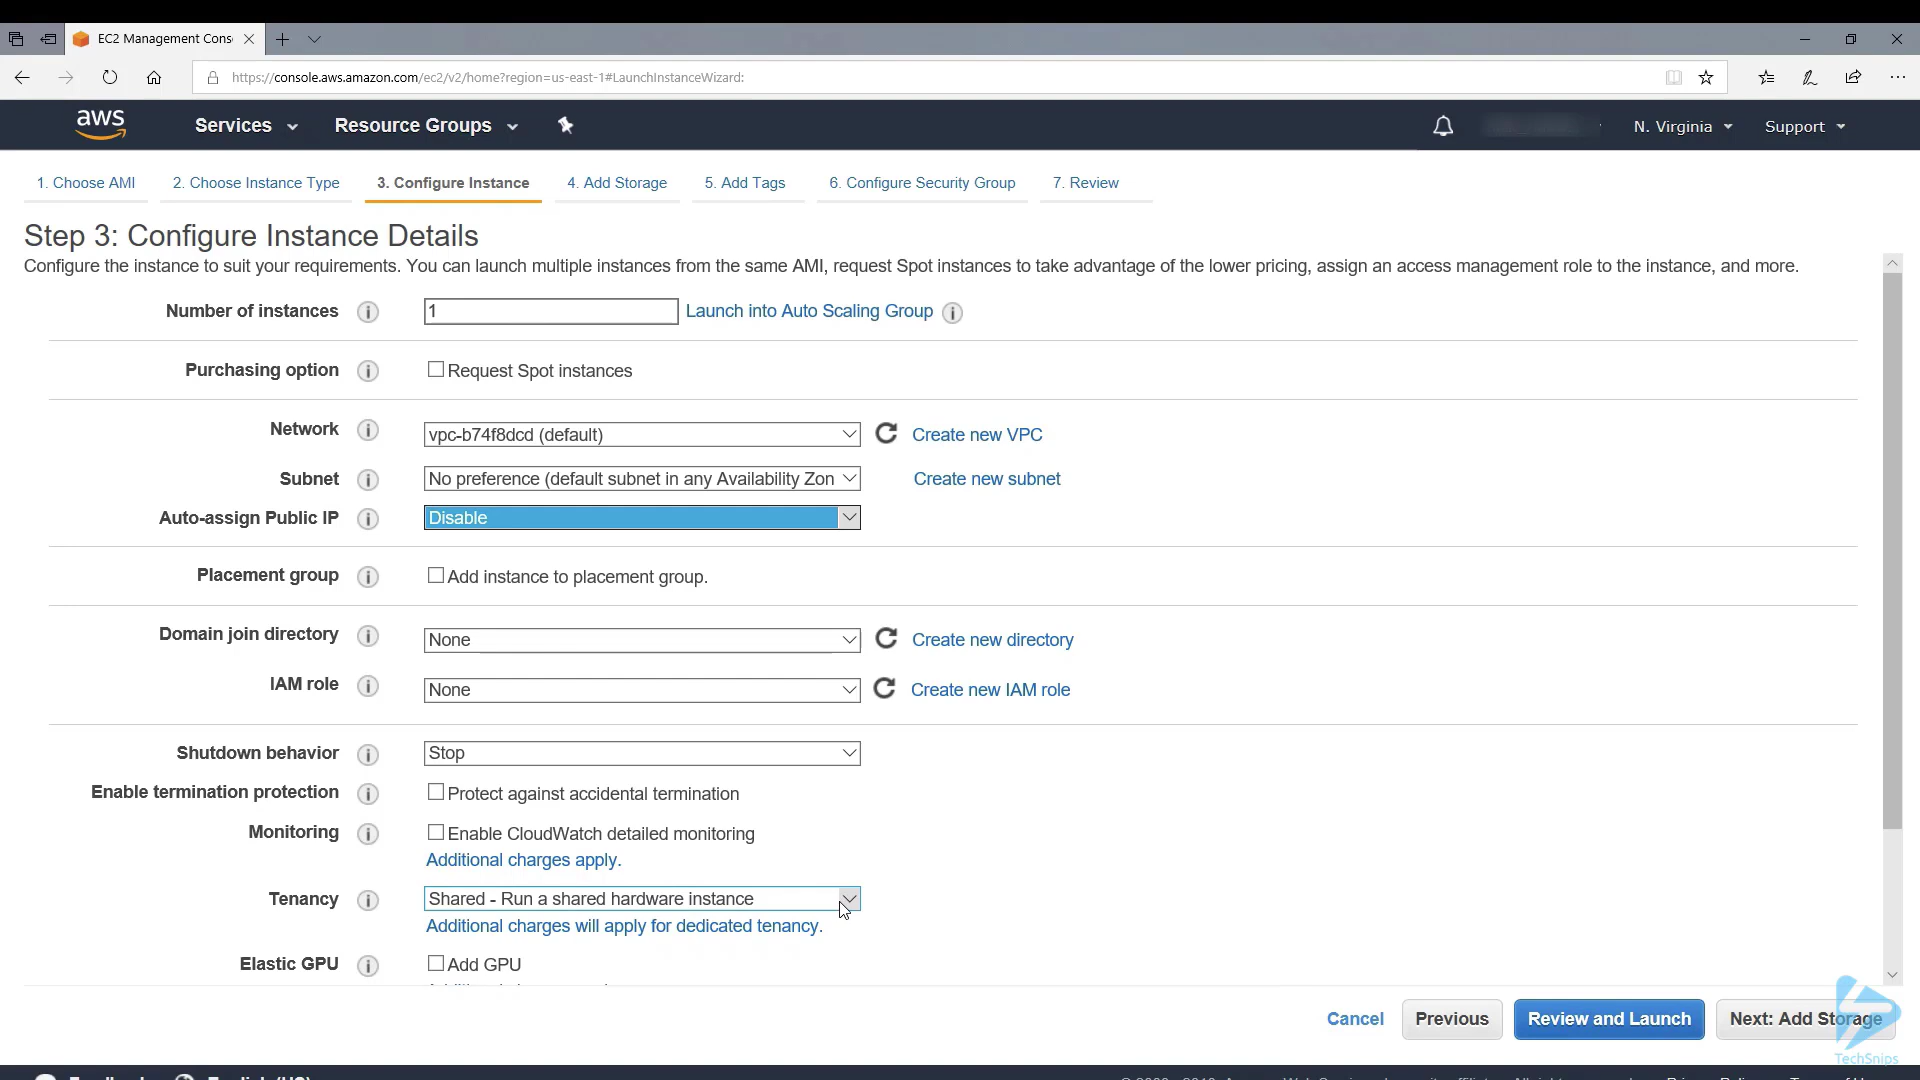 EC2 Management Cons
https://console.aws.amazon.com/ec2/v2/home?region=us-east-1#LaunchInstanceWizard:
aws Services Resource Groups N. Virginia Support
1. Choose AMI 2. Choose Instance Type 3. Configure Instance 4. Add Storage 5. Add Tags 6. Configure Security Group 7. Review
Step 3: Configure Instance Details
Configure the instance to suit your requirements. You can launch multiple instances from the same AMI, request Spot instances to take advantage of the lower pricing, assign an access management role to the instance, and more.
Number of instances i 1 Launch into Auto Scaling Group i
Purchasing option i Request Spot instances
Network i vpc-b74f8dcd (default) Create new VPC
Subnet i No preference (default subnet in any Availability Zon Create new subnet
Auto-assign Public IP i Disable
Placement group i Add instance to placement group.
Domain join directory i None Create new directory
IAM role i None Create new IAM role
Shutdown behavior i Stop
Enable termination protection i Protect against accidental termination
Monitoring i Enable CloudWatch detailed monitoring
Additional charges apply.
Tenancy i Shared - Run a shared hardware instance
Additional charges will apply for dedicated tenancy.
Elastic GPU i Add GPU
Cancel Previous Review and Launch Next: Add Storage
TechSnips